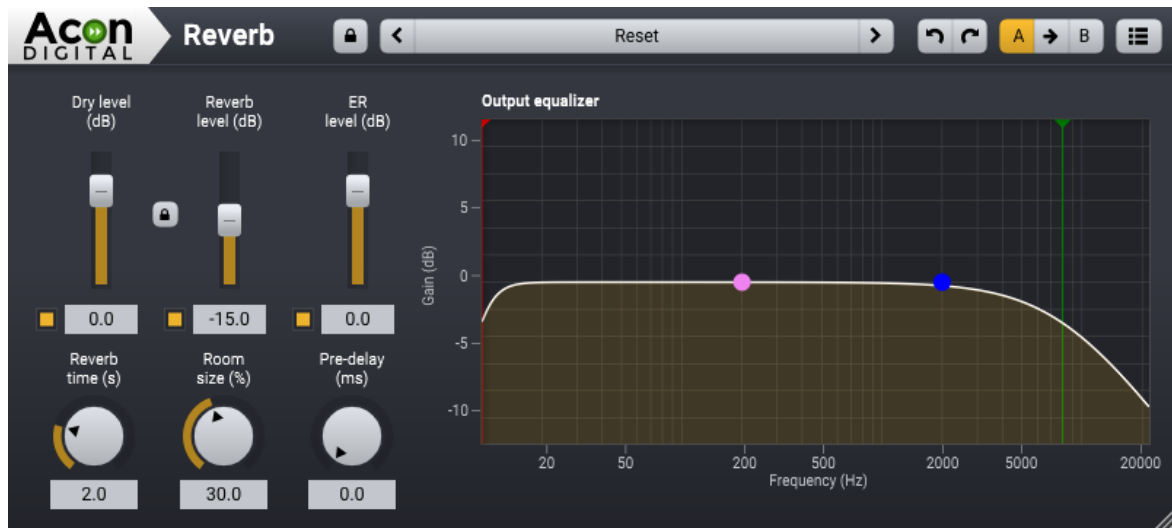 Acon
DIGITAL
Reverb
Reset
A
B
Dry level
(dB)
Reverb
level (dB)
ER
level (dB)
0.0
-15.0
0.0
Reverb
time (s)
Room
size (%)
Pre-delay
(ms)
2.0
30.0
0.0
Output equalizer
Gain (dB)
10
5
0
-5
-10
20 50 200 500 2000 5000 20000
Frequency (Hz)